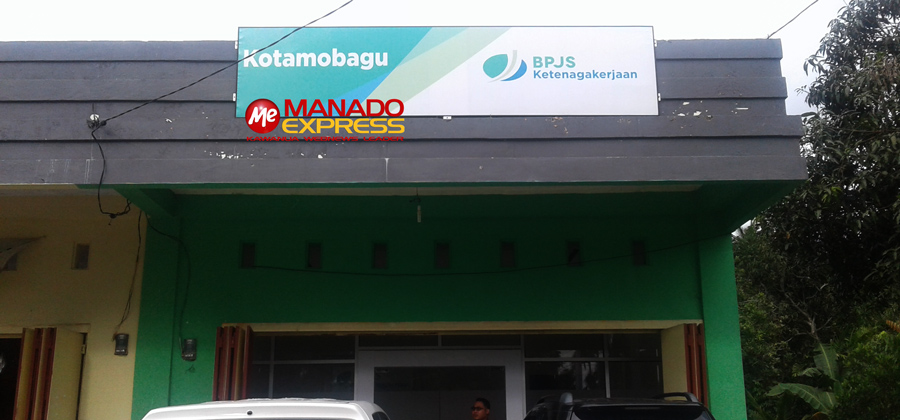 Kotamobagu
BPJS
Ketenagakerjaan
Me MANADO
EXPRESS